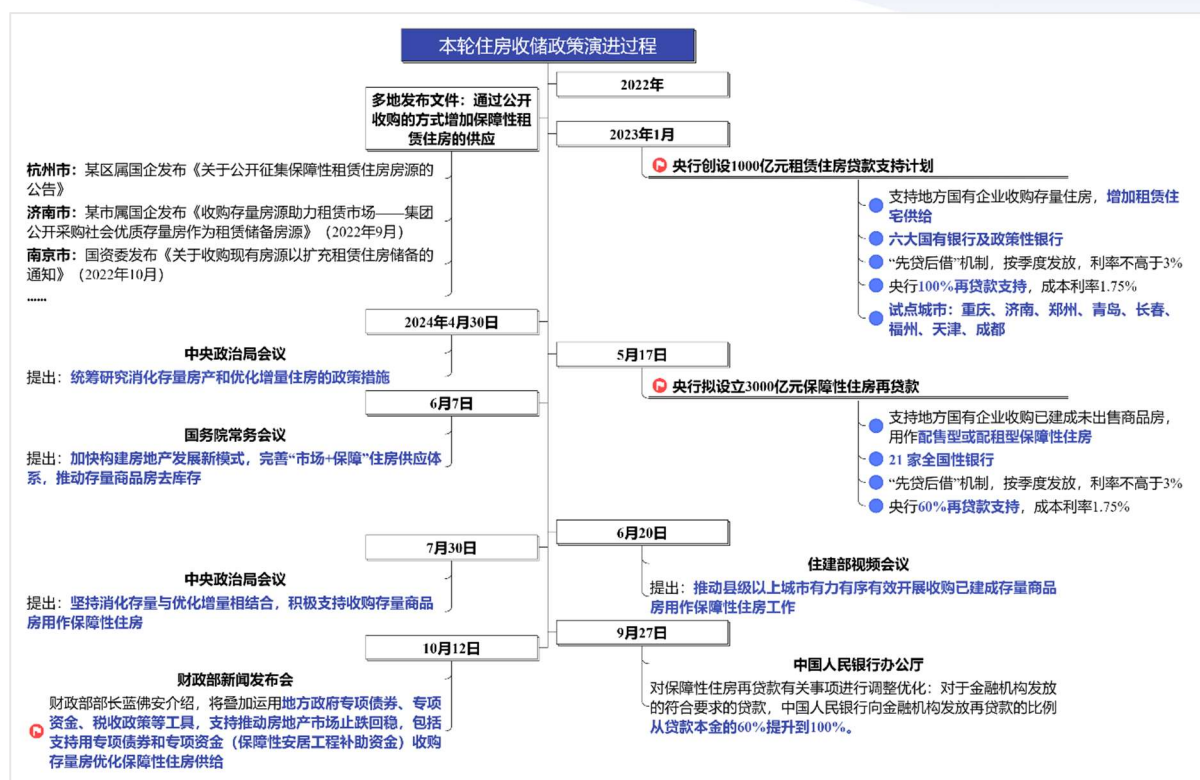 本轮住房收储政策演进过程
2022年
多地发布文件：通过公开
收购的方式增加保障性租
赁住房的供应
杭州市：某区属国企发布《关于公开征集保障性租赁住房房源的
公告》
济南市：某市属国企发布《收购存量房源助力租赁市场——集团
公开采购社会优质存量房作为租赁储备房源》（2022年9月）
南京市：国资委发布《关于收购现有房源以扩充租赁住房储备的
通知》（2022年10月）
......
2023年1月
央行创设1000亿元租赁住房贷款支持计划
支持地方国有企业收购存量住房，增加租赁住
宅供给
六大国有银行及政策性银行
“先贷后借”机制，按季度发放，利率不高于3%
央行100%再贷款支持，成本利率1.75%
试点城市：重庆、济南、郑州、青岛、长春、
福州、天津、成都
2024年4月30日
中央政治局会议
提出：统筹研究消化存量房产和优化增量住房的政策措施
5月17日
央行拟设立3000亿元保障性住房再贷款
支持地方国有企业收购已建成未出售商品房，
用作配售型或配租型保障性住房
21 家全国性银行
“先贷后借”机制，按季度发放，利率不高于3%
央行60%再贷款支持，成本利率1.75%
6月7日
国务院常务会议
提出：加快构建房地产发展新模式，完善“市场+保障”住房供应体
系，推动存量商品房去库存
6月20日
住建部视频会议
提出：推动县级以上城市有力有序有效开展收购已建成存量商品
房用作保障性住房工作
7月30日
中央政治局会议
提出：坚持消化存量与优化增量相结合，积极支持收购存量商品
房用作保障性住房
9月27日
中国人民银行办公厅
对保障性住房再贷款有关事项进行调整优化：对于金融机构发放
的符合要求的贷款，中国人民银行向金融机构发放再贷款的比例
从贷款本金的60%提升到100%。
10月12日
财政部新闻发布会
财政部部长蓝佛安介绍，将叠加运用地方政府专项债券、专项
资金、税收政策等工具，支持推动房地产市场止跌回稳，包括
支持用专项债券和专项资金（保障性安居工程补助资金）收购
存量房优化保障性住房供给